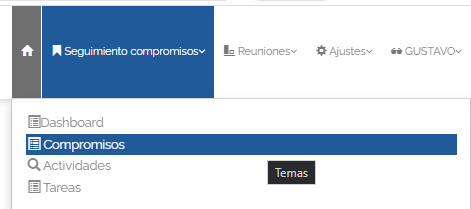 Seguimiento compromisos Reuniones Ajustes GUSTAVO
Dashboard
Compromisos
Actividades
Temas
Tareas